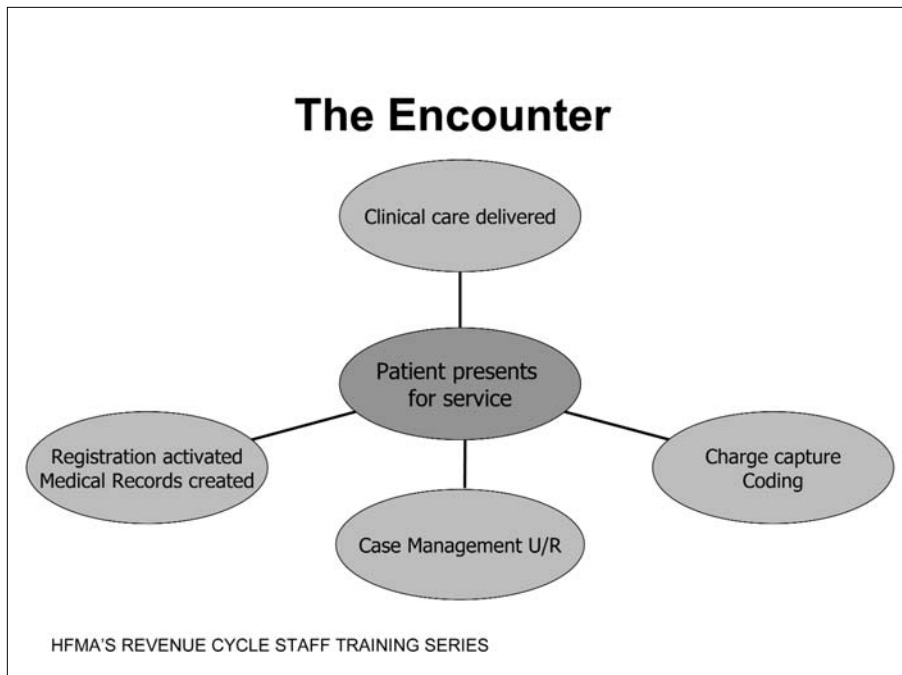 The Encounter
Clinical care delivered
Patient presents
for service
Registration activated
Medical Records created
Charge capture
Coding
Case Management U/R
HFMA'S REVENUE CYCLE STAFF TRAINING SERIES